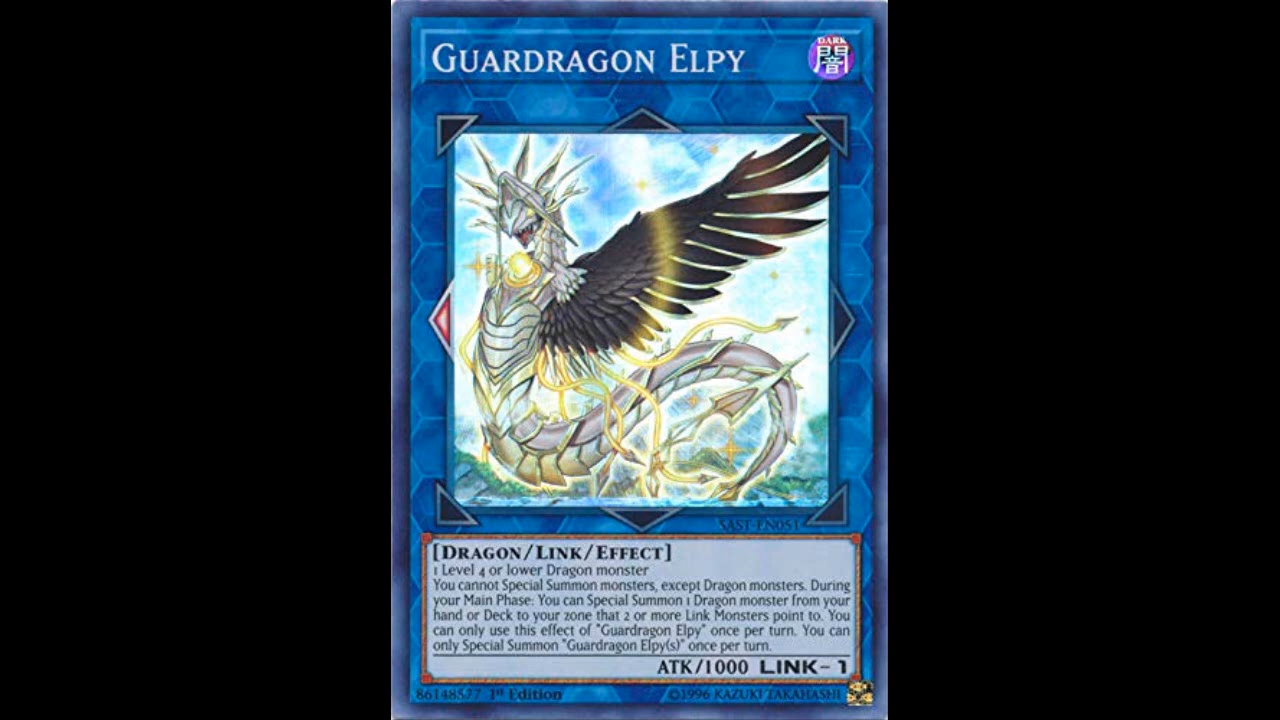 Guardragon Elpy
DARK
闇
SAST-EN051
[Dragon/Link/Effect]
1 Level 4 or lower Dragon monster
You cannot Special Summon monsters, except Dragon monsters. During
your Main Phase: You can Special Summon 1 Dragon monster from your
hand or Deck to your zone that 2 or more Link Monsters point to. You
can only use this effect of "Guardragon Elpy" once per turn. You can
only Special Summon "Guardragon Elpy(s)" once per turn.
ATK/1000 LINK-1
86148577 1st Edition ©1996 KAZUKI TAKAHASHI